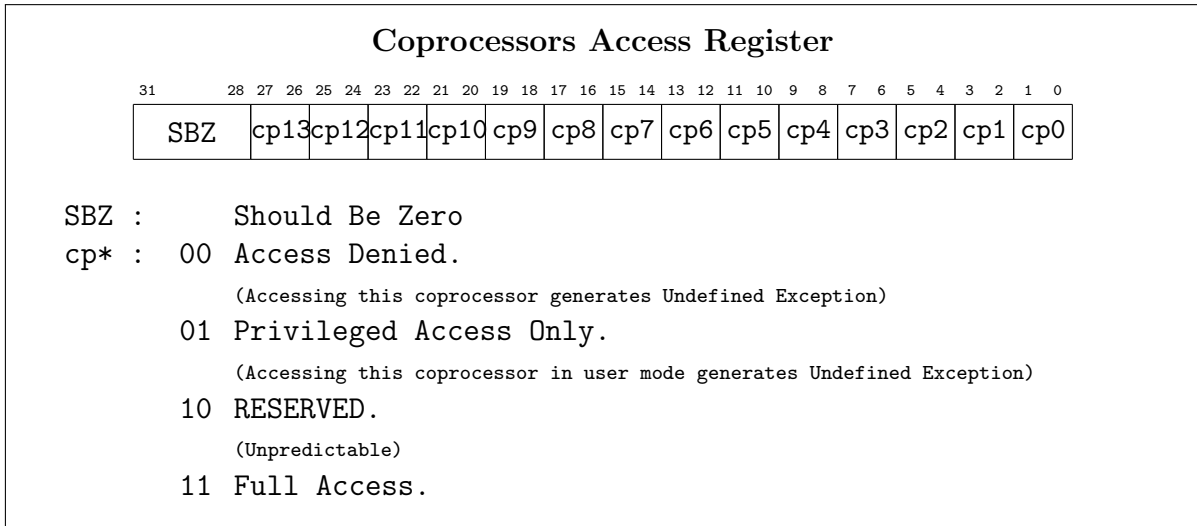 Coprocessors Access Register
31 28 27 26 25 24 23 22 21 20 19 18 17 16 15 14 13 12 11 10 9 8 7 6 5 4 3 2 1 0
SBZ cp13 cp12 cp11 cp10 cp9 cp8 cp7 cp6 cp5 cp4 cp3 cp2 cp1 cp0
SBZ : Should Be Zero
cp* : 00 Access Denied.
(Accessing this coprocessor generates Undefined Exception)
01 Privileged Access Only.
(Accessing this coprocessor in user mode generates Undefined Exception)
10 RESERVED.
(Unpredictable)
11 Full Access.